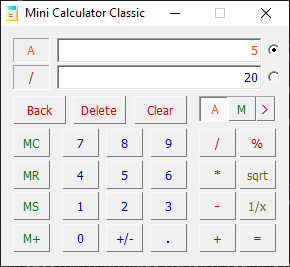 Mini Calculator Classic
A 5
/ 20
Back Delete Clear A M >
MC 7 8 9 / %
MR 4 5 6 * sqrt
MS 1 2 3 - 1/x
M+ 0 +/- . + =